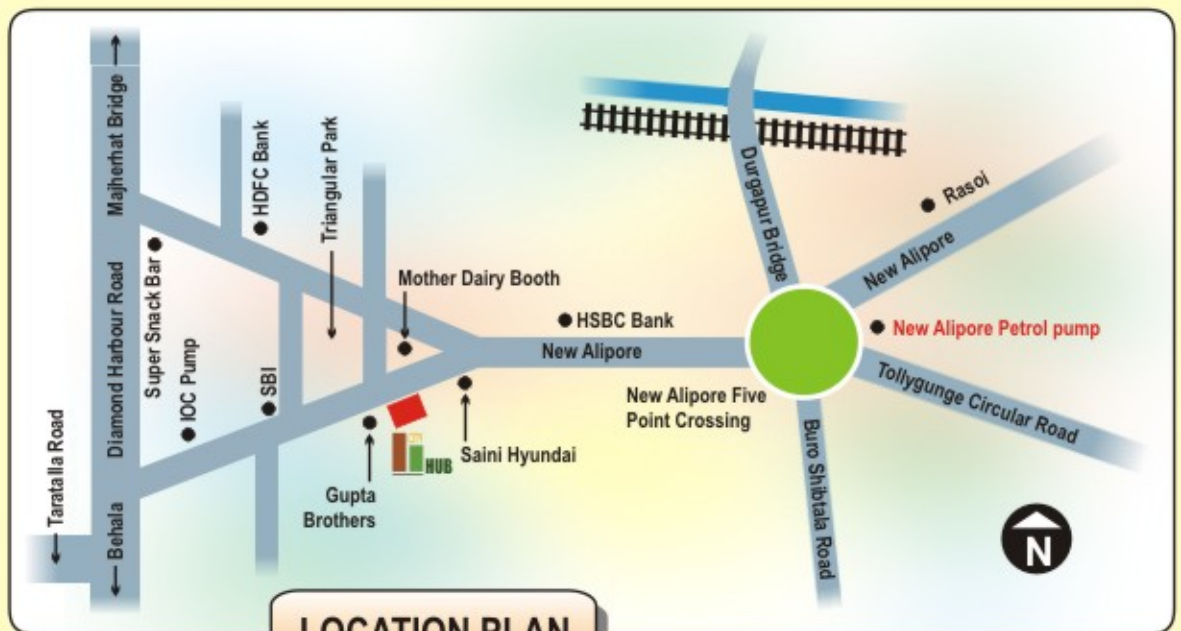 Majherhat Bridge
HDFC Bank
Triangular Park
Durgapur Bridge
Rasoi
New Alipore
Super Snack Bar
Mother Dairy Booth
HSBC Bank
New Alipore
New Alipore Petrol pump
Diamond Harbour Road
IOC Pump
SBI
New Alipore Five
Point Crossing
Tollygunge Circular Road
Taratalla Road
Behala
Gupta
Brothers
HUB
Saini Hyundai
Buro Shibtala Road
N
LOCATION PLAN